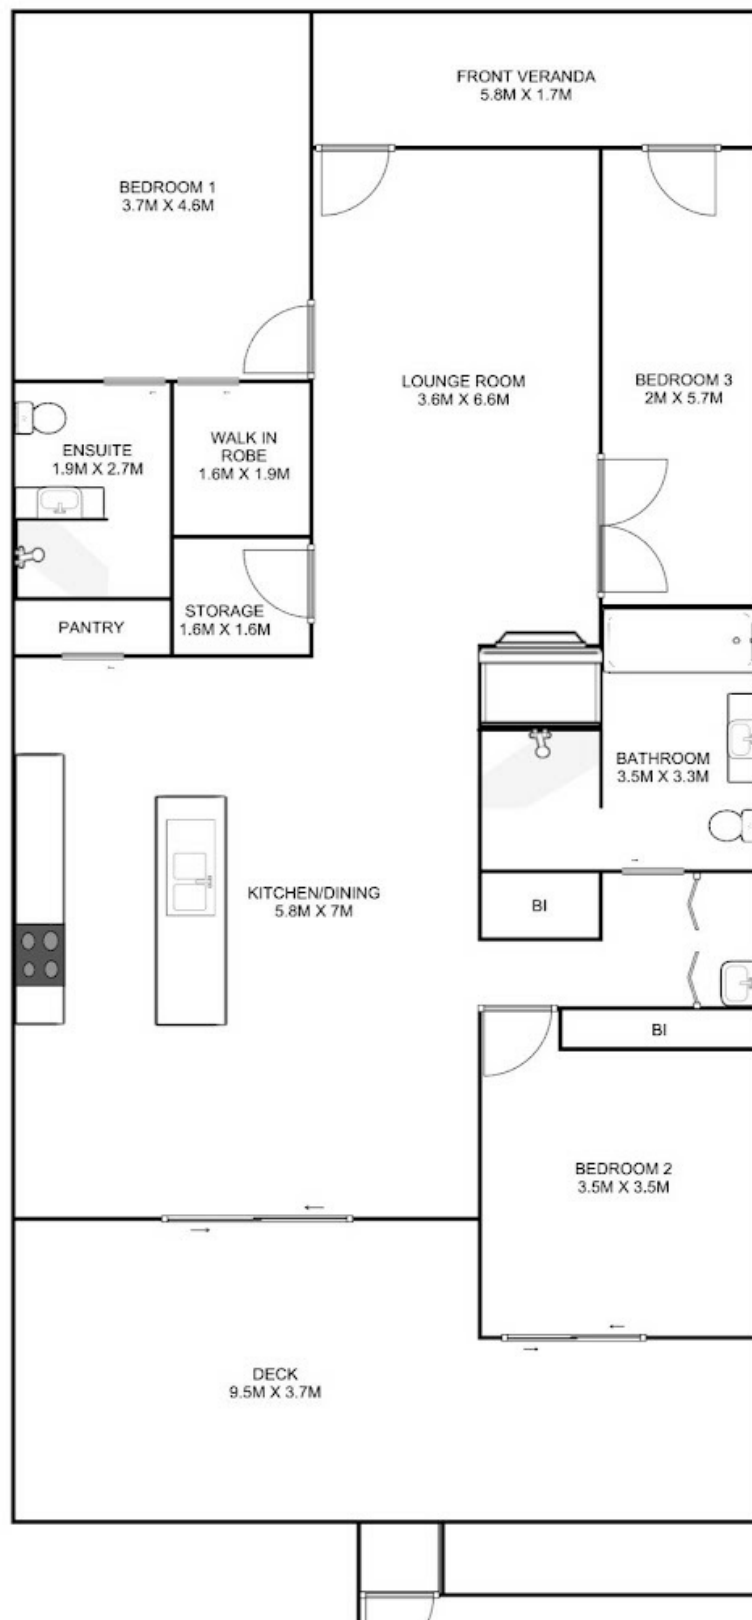 FRONT VERANDA
5.8M X 1.7M
BEDROOM 1
3.7M X 4.6M
LOUNGE ROOM
3.6M X 6.6M
BEDROOM 3
2M X 5.7M
ENSUITE
1.9M X 2.7M
WALK IN
ROBE
1.6M X 1.9M
STORAGE
1.6M X 1.6M
PANTRY
BATHROOM
3.5M X 3.3M
KITCHEN/DINING
5.8M X 7M
BI
BI
BEDROOM 2
3.5M X 3.5M
DECK
9.5M X 3.7M